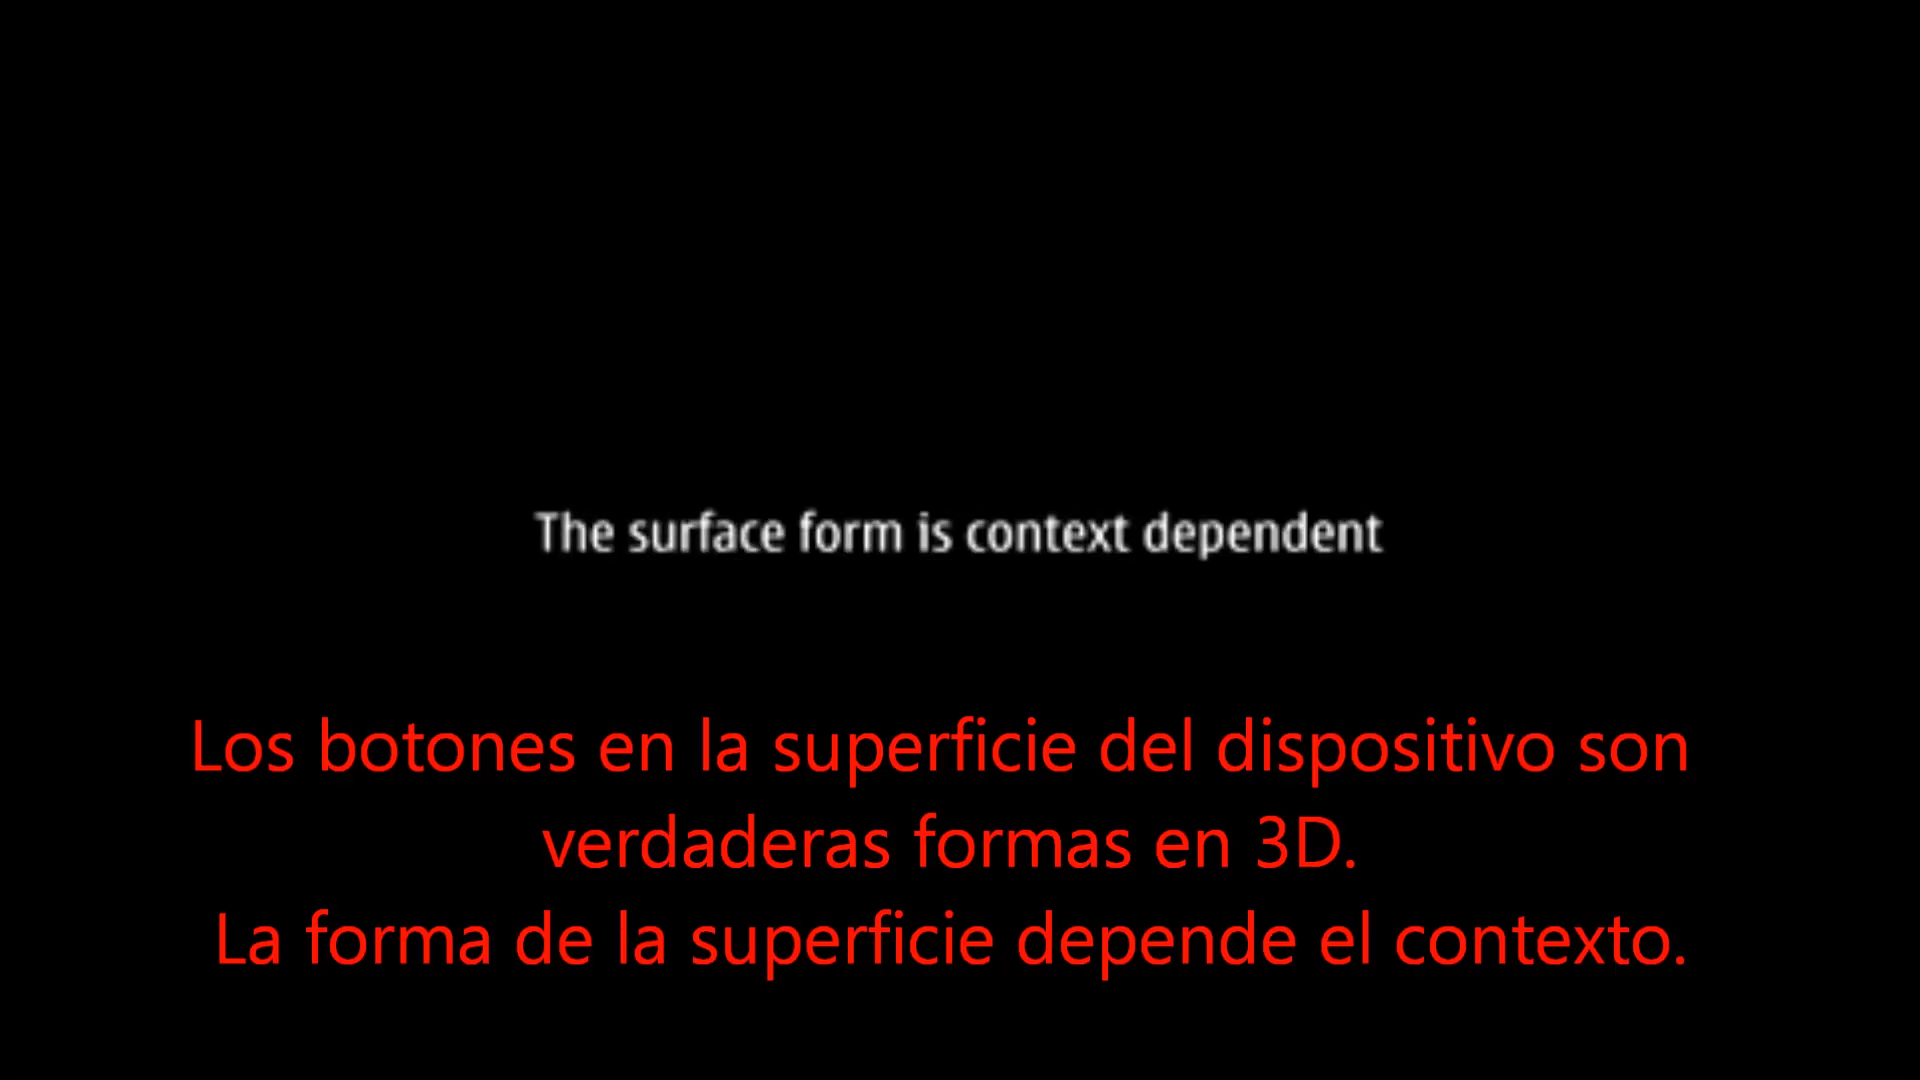 The surface form is context dependent
Los botones en la superficie del dispositivo son
verdaderas formas en 3D.
La forma de la superficie depende el contexto.